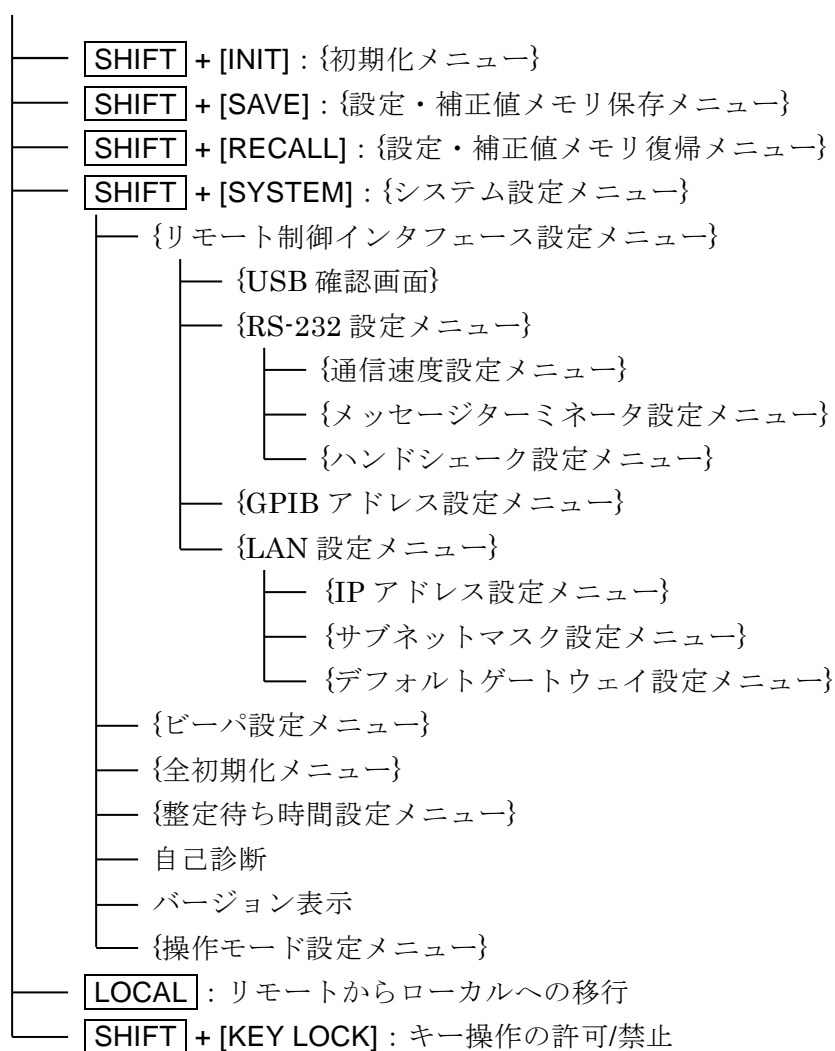 SHIFT + [INIT]：{初期化メニュー}
SHIFT + [SAVE]：{設定・補正値メモリ保存メニュー}
SHIFT + [RECALL]：{設定・補正値メモリ復帰メニュー}
SHIFT + [SYSTEM]：{システム設定メニュー}
{リモート制御インタフェース設定メニュー}
{USB 確認画面}
{RS-232 設定メニュー}
{通信速度設定メニュー}
{メッセージターミネータ設定メニュー}
{ハンドシェーク設定メニュー}
{GPIB アドレス設定メニュー}
{LAN 設定メニュー}
{IP アドレス設定メニュー}
{サブネットマスク設定メニュー}
{デフォルトゲートウェイ設定メニュー}
{ビーパ設定メニュー}
{全初期化メニュー}
{整定待ち時間設定メニュー}
自己診断
バージョン表示
{操作モード設定メニュー}
LOCAL：リモートからローカルへの移行
SHIFT + [KEY LOCK]：キー操作の許可/禁止